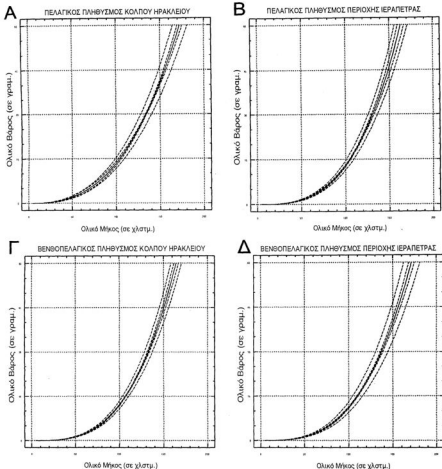 Α
ΠΕΛΑΓΙΚΟΣ ΠΛΗΘΥΣΜΟΣ ΚΟΛΠΟΥ ΗΡΑΚΛΕΙΟΥ
Ολικό Βάρος (σε γραμ.)
Ολικό Μήκος (σε χλστμ.)
Β
ΠΕΛΑΓΙΚΟΣ ΠΛΗΘΥΣΜΟΣ ΠΕΡΙΟΧΗΣ ΙΕΡΑΠΕΤΡΑΣ
Ολικό Βάρος (σε γραμ.)
Ολικό Μήκος (σε χλστμ.)
Γ
ΒΕΝΘΟΠΕΛΑΓΙΚΟΣ ΠΛΗΘΥΣΜΟΣ ΚΟΛΠΟΥ ΗΡΑΚΛΕΙΟΥ
Ολικό Βάρος (σε γραμ.)
Ολικό Μήκος (σε χλστμ.)
Δ
ΒΕΝΘΟΠΕΛΑΓΙΚΟΣ ΠΛΗΘΥΣΜΟΣ ΠΕΡΙΟΧΗΣ ΙΕΡΑΠΕΤΡΑΣ
Ολικό Βάρος (σε γραμ.)
Ολικό Μήκος (σε χλστμ.)